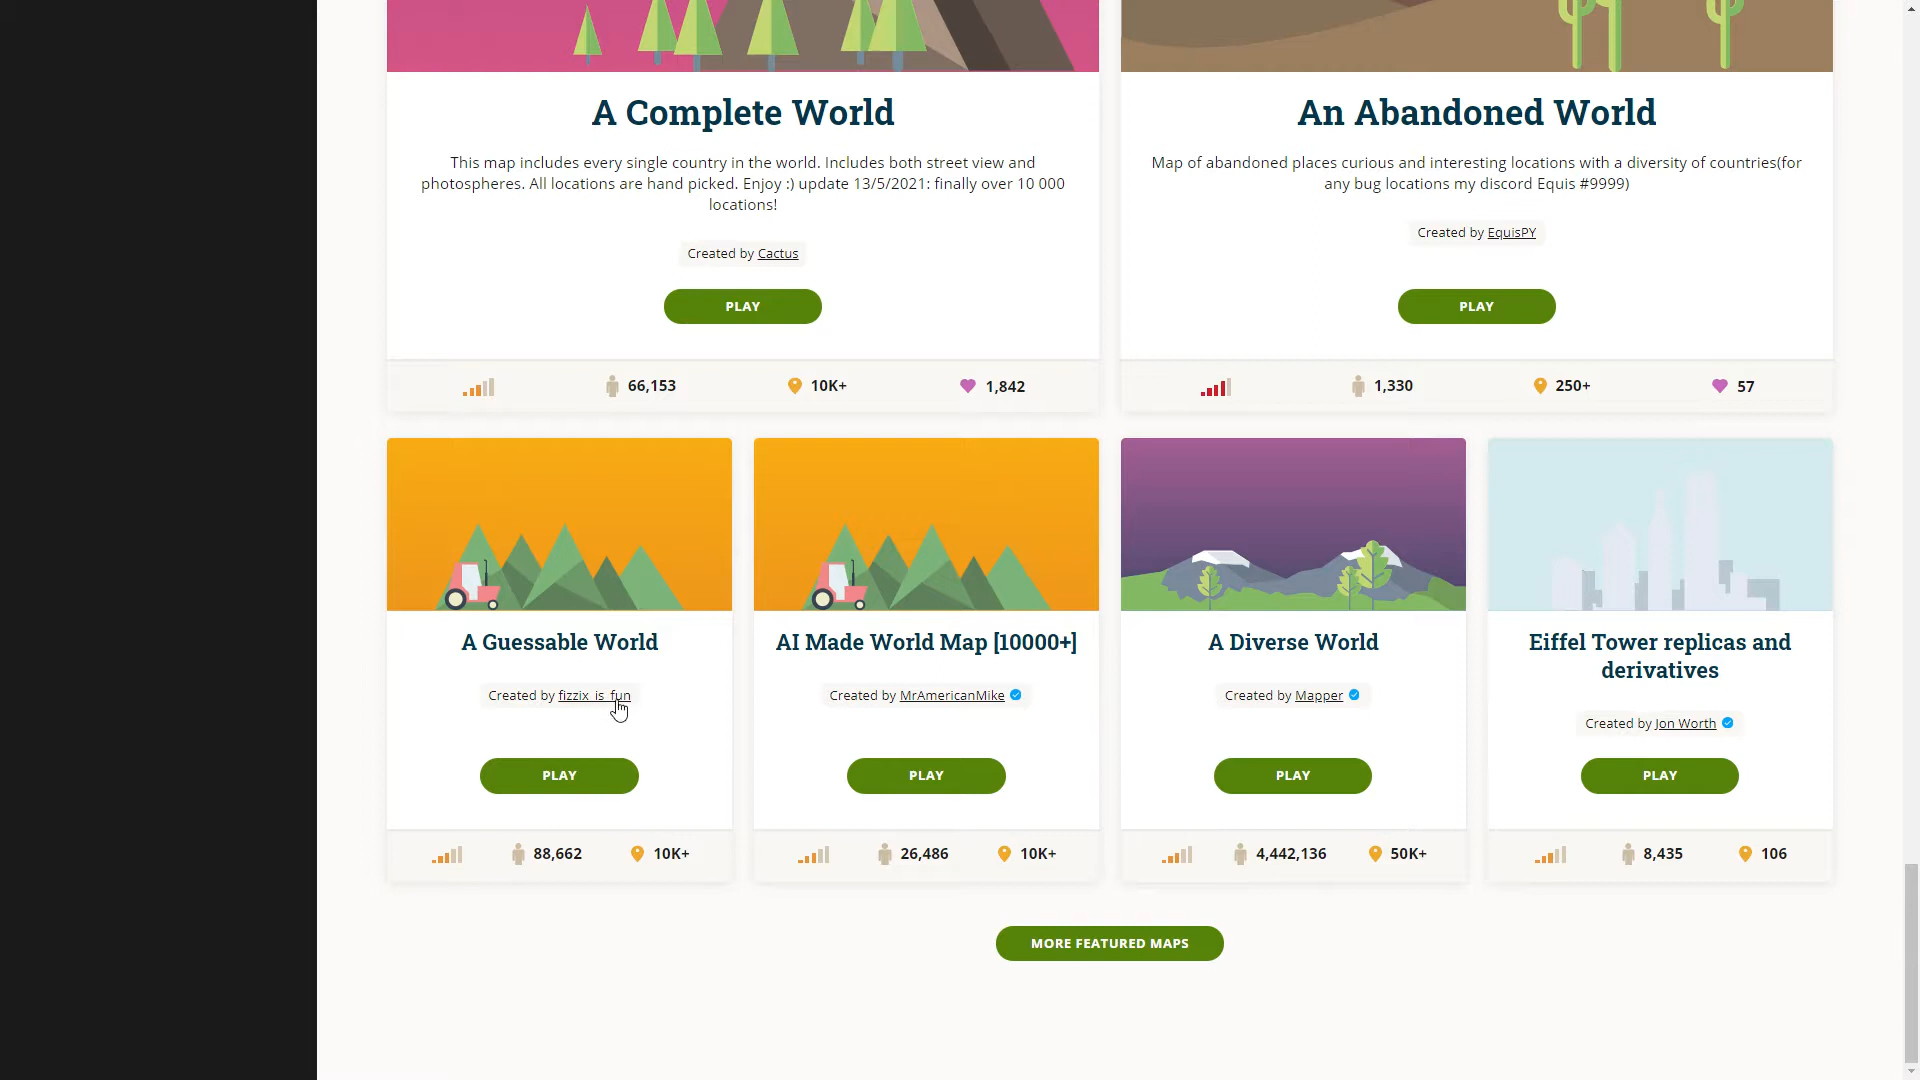 A Complete World
This map includes every single country in the world. Includes both street view and
photospheres. All locations are hand picked. Enjoy :) update 13/5/2021: finally over 10 000
locations!
Created by Cactus
PLAY
66,153
10K+
1,842
An Abandoned World
Map of abandoned places curious and interesting locations with a diversity of countries(for
any bug locations my discord Equis #9999)
Created by EquisPY
PLAY
1,330
250+
57
A Guessable World
Created by fizzix_is_fun
PLAY
88,662
10K+
AI Made World Map [10000+]
Created by MrAmericanMike
PLAY
26,486
10K+
A Diverse World
Created by Mapper
PLAY
4,442,136
50K+
Eiffel Tower replicas and
derivatives
Created by Jon Worth
PLAY
8,435
106
MORE FEATURED MAPS